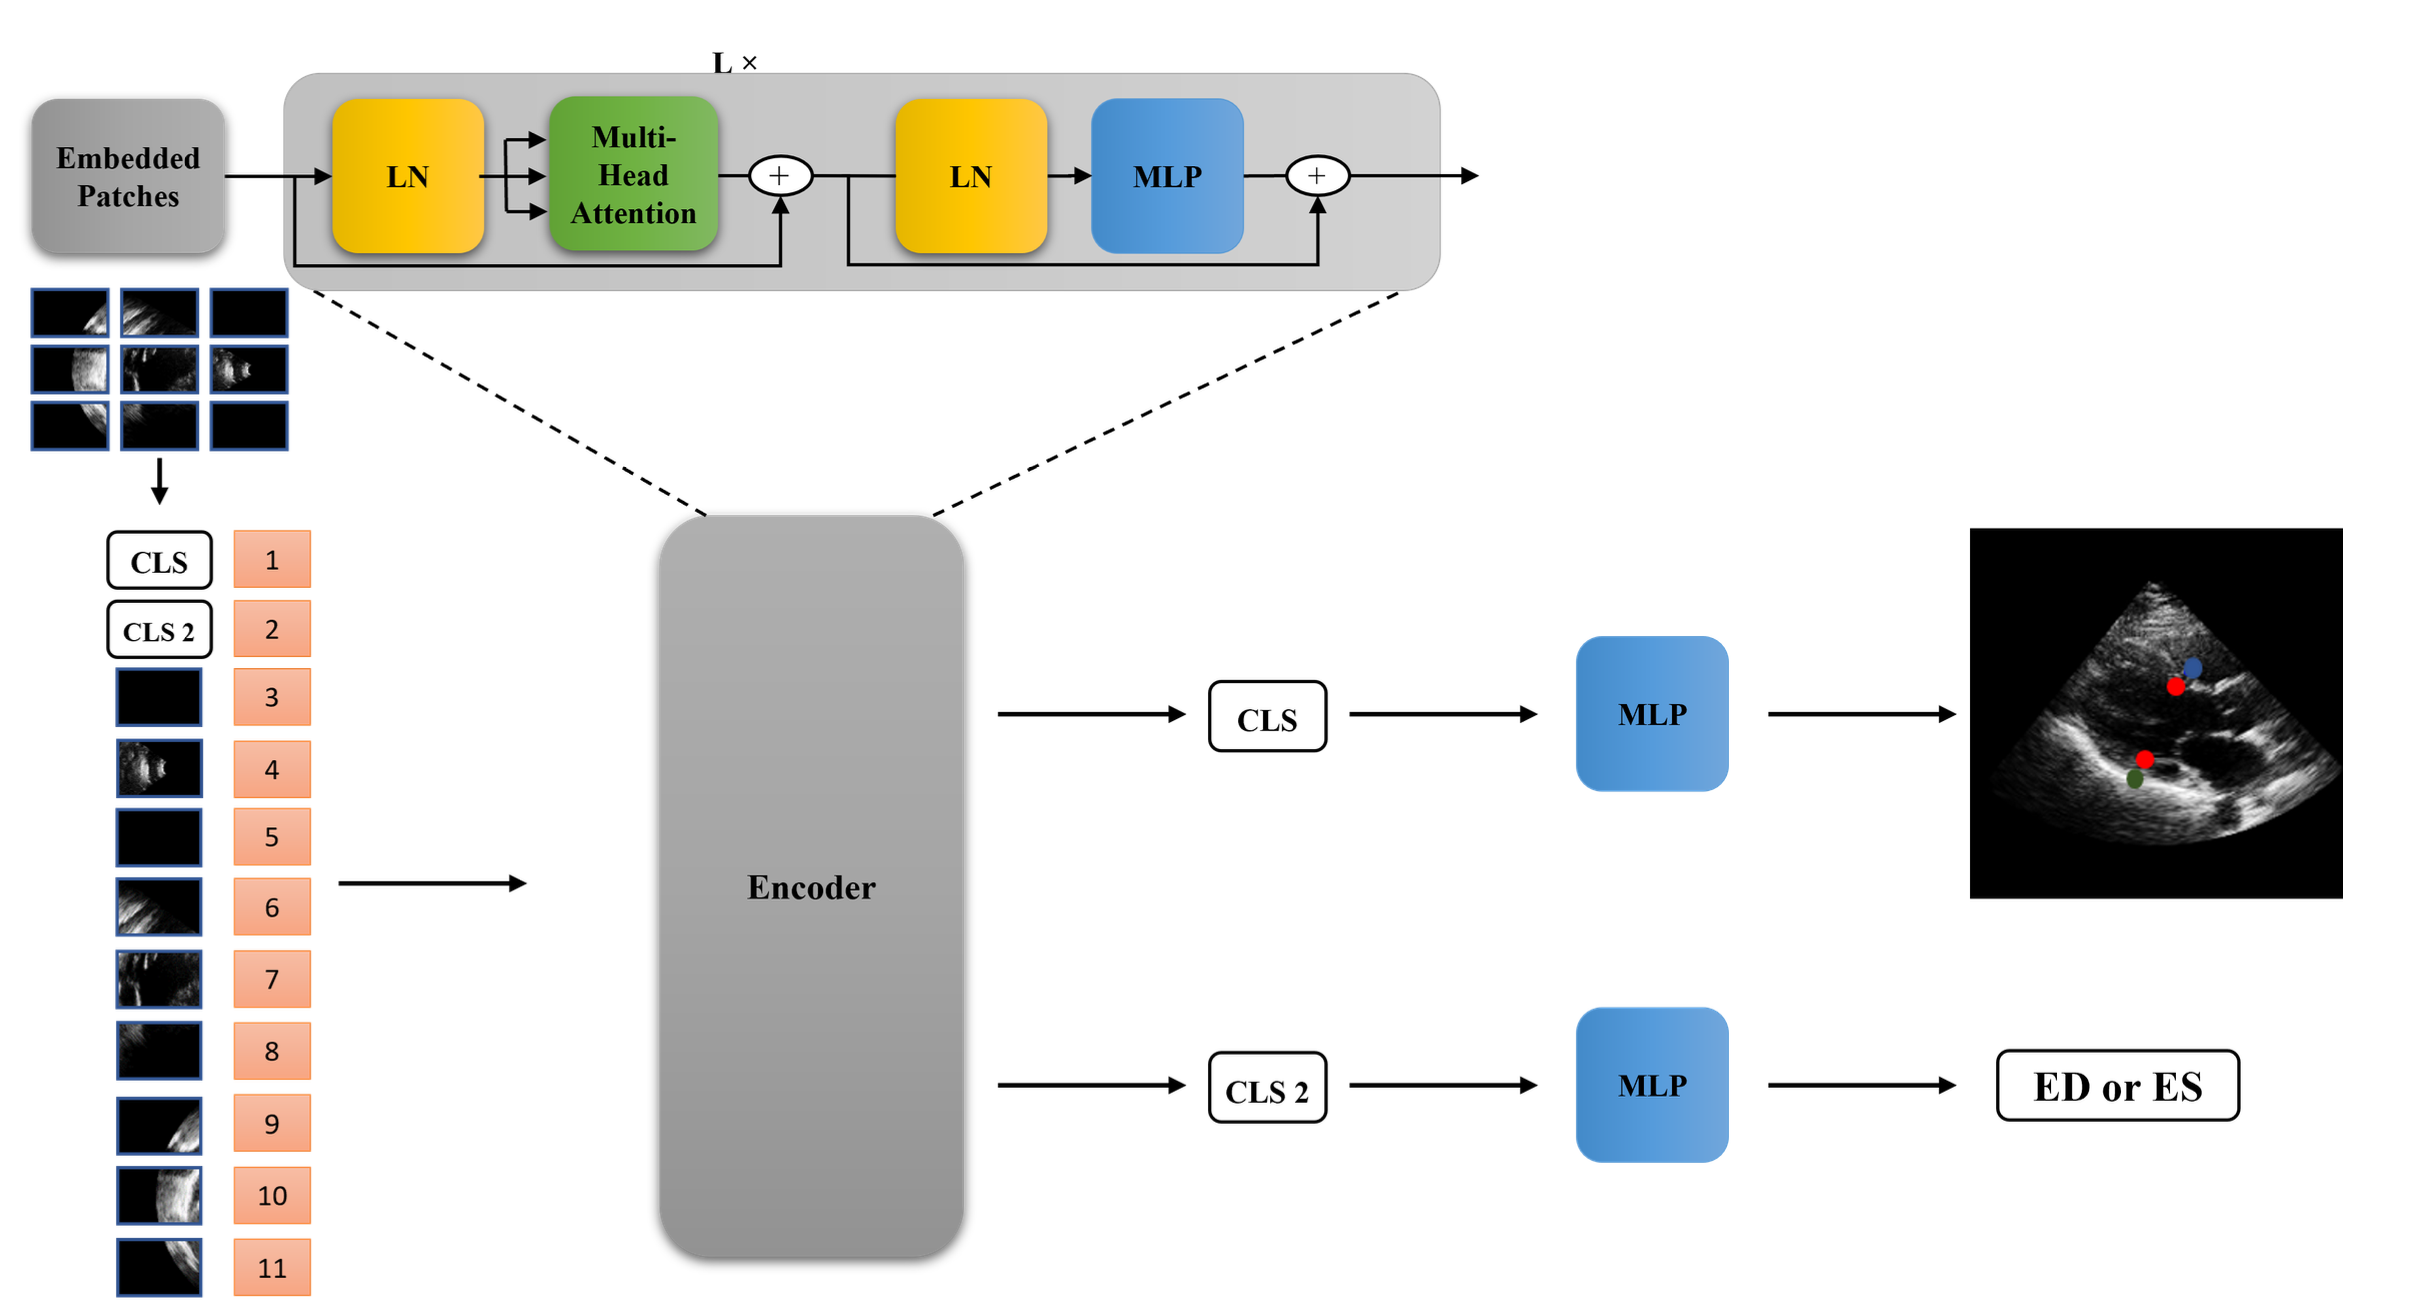 L ×
Embedded
Patches
LN
Multi-
Head
Attention
+
LN
MLP
+
CLS
1
CLS 2
2
3
4
5
6
7
8
9
10
11
Encoder
CLS
MLP
CLS 2
MLP
ED or ES